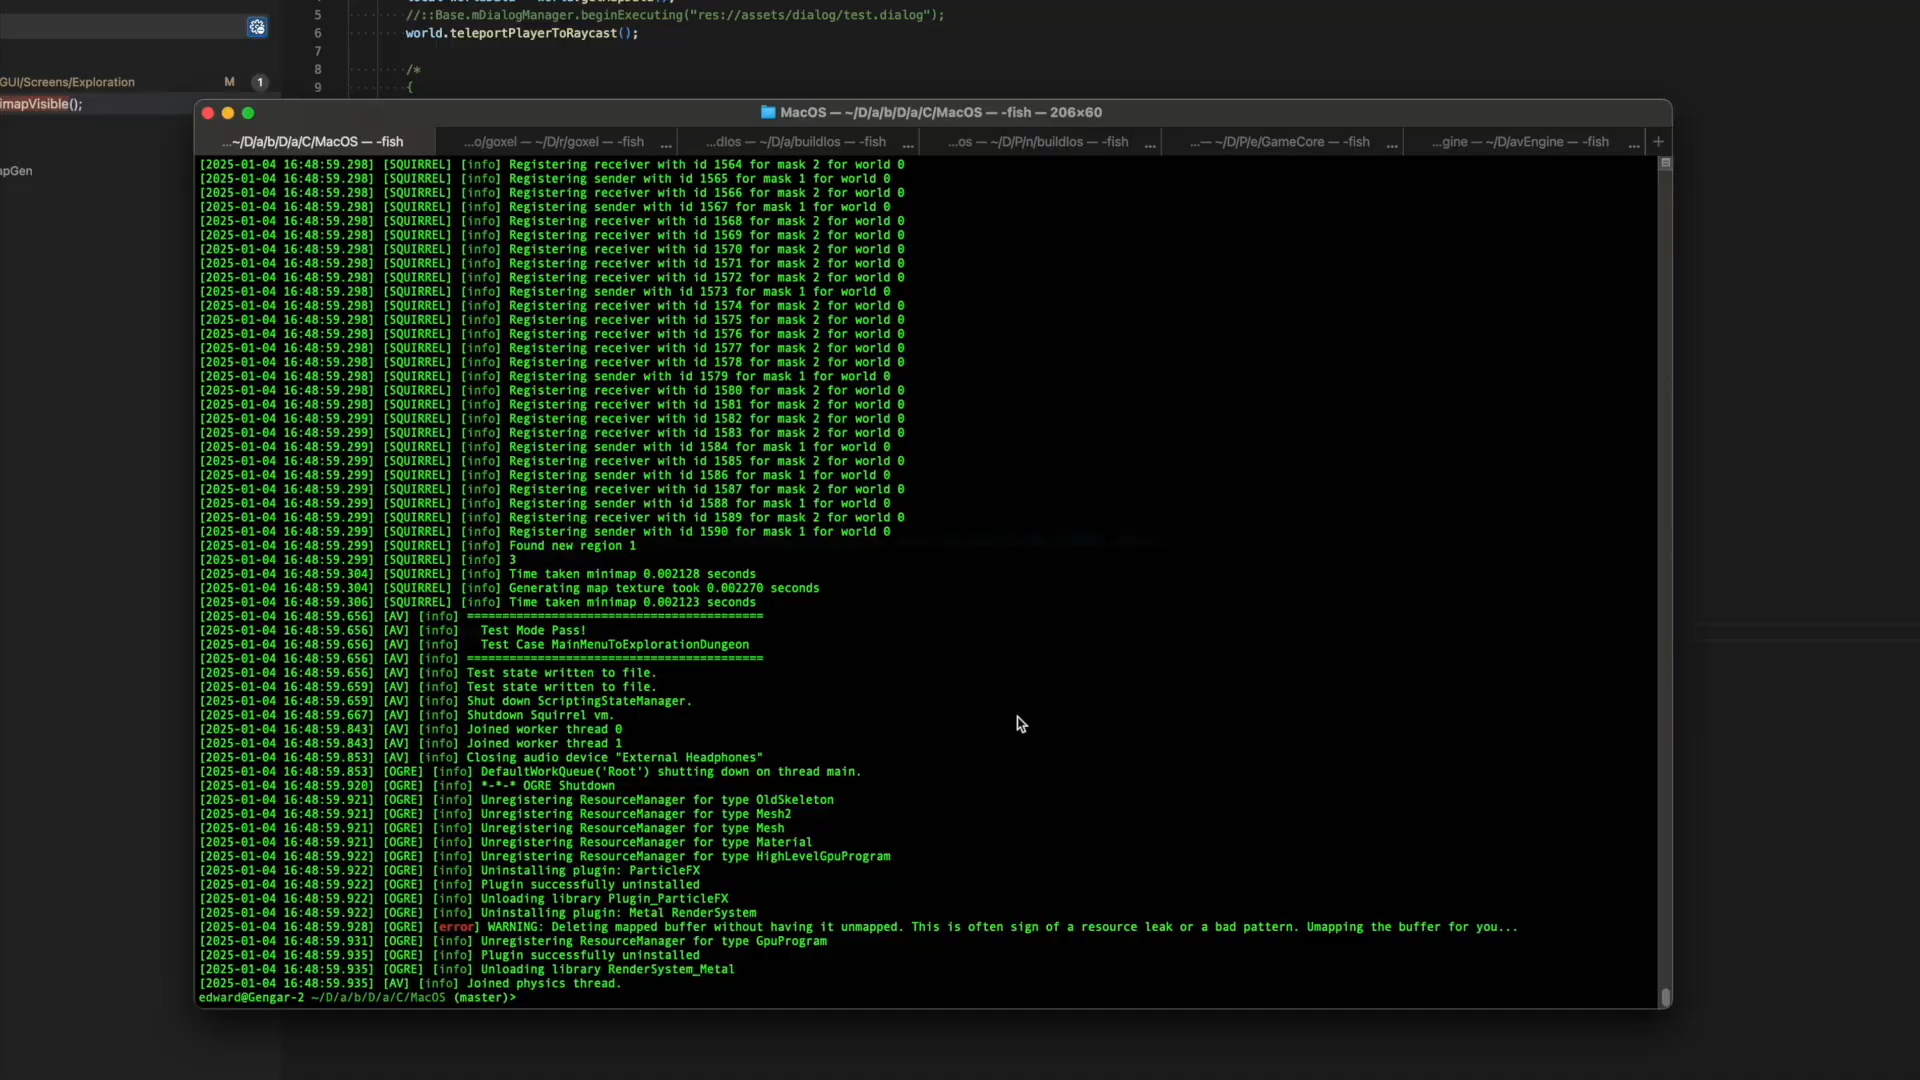 5 //::Base.mDialogManager.beginExecuting("res://assets/dialog/test.dialog");
6 world.teleportPlayerToRaycast();
7
8 /*
9 {
GUI/Screens/Exploration M 1
imapVisible();
apGen
MacOS — ~/D/a/b/D/a/C/MacOS — -fish — 206×60
...~/D/a/b/D/a/C/MacOS — -fish ...o/goxel — ~/D/r/goxel — -fish ... ...dIos — ~/D/a/buildIos — -fish ... ...os — ~/D/P/n/buildIos — -fish ... ...— ~/D/P/e/GameCore — -fish ... ...gine — ~/D/avEngine — -fish ... +
[2025-01-04 16:48:59.298] [SQUIRREL] [info] Registering receiver with id 1564 for mask 2 for world 0
[2025-01-04 16:48:59.298] [SQUIRREL] [info] Registering sender with id 1565 for mask 1 for world 0
[2025-01-04 16:48:59.298] [SQUIRREL] [info] Registering receiver with id 1566 for mask 2 for world 0
[2025-01-04 16:48:59.298] [SQUIRREL] [info] Registering sender with id 1567 for mask 1 for world 0
[2025-01-04 16:48:59.298] [SQUIRREL] [info] Registering receiver with id 1568 for mask 2 for world 0
[2025-01-04 16:48:59.298] [SQUIRREL] [info] Registering receiver with id 1569 for mask 2 for world 0
[2025-01-04 16:48:59.298] [SQUIRREL] [info] Registering receiver with id 1570 for mask 2 for world 0
[2025-01-04 16:48:59.298] [SQUIRREL] [info] Registering receiver with id 1571 for mask 2 for world 0
[2025-01-04 16:48:59.298] [SQUIRREL] [info] Registering receiver with id 1572 for mask 2 for world 0
[2025-01-04 16:48:59.298] [SQUIRREL] [info] Registering sender with id 1573 for mask 1 for world 0
[2025-01-04 16:48:59.298] [SQUIRREL] [info] Registering receiver with id 1574 for mask 2 for world 0
[2025-01-04 16:48:59.298] [SQUIRREL] [info] Registering receiver with id 1575 for mask 2 for world 0
[2025-01-04 16:48:59.298] [SQUIRREL] [info] Registering receiver with id 1576 for mask 2 for world 0
[2025-01-04 16:48:59.298] [SQUIRREL] [info] Registering receiver with id 1577 for mask 2 for world 0
[2025-01-04 16:48:59.298] [SQUIRREL] [info] Registering receiver with id 1578 for mask 2 for world 0
[2025-01-04 16:48:59.298] [SQUIRREL] [info] Registering sender with id 1579 for mask 1 for world 0
[2025-01-04 16:48:59.298] [SQUIRREL] [info] Registering receiver with id 1580 for mask 2 for world 0
[2025-01-04 16:48:59.298] [SQUIRREL] [info] Registering receiver with id 1581 for mask 2 for world 0
[2025-01-04 16:48:59.299] [SQUIRREL] [info] Registering receiver with id 1582 for mask 2 for world 0
[2025-01-04 16:48:59.299] [SQUIRREL] [info] Registering receiver with id 1583 for mask 2 for world 0
[2025-01-04 16:48:59.299] [SQUIRREL] [info] Registering sender with id 1584 for mask 1 for world 0
[2025-01-04 16:48:59.299] [SQUIRREL] [info] Registering receiver with id 1585 for mask 2 for world 0
[2025-01-04 16:48:59.299] [SQUIRREL] [info] Registering sender with id 1586 for mask 1 for world 0
[2025-01-04 16:48:59.299] [SQUIRREL] [info] Registering receiver with id 1587 for mask 2 for world 0
[2025-01-04 16:48:59.299] [SQUIRREL] [info] Registering sender with id 1588 for mask 1 for world 0
[2025-01-04 16:48:59.299] [SQUIRREL] [info] Registering receiver with id 1589 for mask 2 for world 0
[2025-01-04 16:48:59.299] [SQUIRREL] [info] Registering sender with id 1590 for mask 1 for world 0
[2025-01-04 16:48:59.299] [SQUIRREL] [info] Found new region 1
[2025-01-04 16:48:59.299] [SQUIRREL] [info] 3
[2025-01-04 16:48:59.304] [SQUIRREL] [info] Time taken minimap 0.002128 seconds
[2025-01-04 16:48:59.304] [SQUIRREL] [info] Generating map texture took 0.002270 seconds
[2025-01-04 16:48:59.306] [SQUIRREL] [info] Time taken minimap 0.002123 seconds
[2025-01-04 16:48:59.656] [AV] [info] ==========================================
[2025-01-04 16:48:59.656] [AV] [info]   Test Mode Pass!
[2025-01-04 16:48:59.656] [AV] [info]   Test Case MainMenuToExplorationDungeon
[2025-01-04 16:48:59.656] [AV] [info] ==========================================
[2025-01-04 16:48:59.656] [AV] [info] Test state written to file.
[2025-01-04 16:48:59.659] [AV] [info] Test state written to file.
[2025-01-04 16:48:59.659] [AV] [info] Shut down ScriptingStateManager.
[2025-01-04 16:48:59.667] [AV] [info] Shutdown Squirrel vm.
[2025-01-04 16:48:59.843] [AV] [info] Joined worker thread 0
[2025-01-04 16:48:59.843] [AV] [info] Joined worker thread 1
[2025-01-04 16:48:59.853] [AV] [info] Closing audio device "External Headphones"
[2025-01-04 16:48:59.853] [OGRE] [info] DefaultWorkQueue('Root') shutting down on thread main.
[2025-01-04 16:48:59.920] [OGRE] [info] *-*-* OGRE Shutdown
[2025-01-04 16:48:59.921] [OGRE] [info] Unregistering ResourceManager for type OldSkeleton
[2025-01-04 16:48:59.921] [OGRE] [info] Unregistering ResourceManager for type Mesh2
[2025-01-04 16:48:59.921] [OGRE] [info] Unregistering ResourceManager for type Mesh
[2025-01-04 16:48:59.921] [OGRE] [info] Unregistering ResourceManager for type Material
[2025-01-04 16:48:59.922] [OGRE] [info] Unregistering ResourceManager for type HighLevelGpuProgram
[2025-01-04 16:48:59.922] [OGRE] [info] Uninstalling plugin: ParticleFX
[2025-01-04 16:48:59.922] [OGRE] [info] Plugin successfully uninstalled
[2025-01-04 16:48:59.922] [OGRE] [info] Unloading library Plugin_ParticleFX
[2025-01-04 16:48:59.922] [OGRE] [info] Uninstalling plugin: Metal RenderSystem
[2025-01-04 16:48:59.928] [OGRE] [error] WARNING: Deleting mapped buffer without having it unmapped. This is often sign of a resource leak or a bad pattern. Umapping the buffer for you...
[2025-01-04 16:48:59.931] [OGRE] [info] Unregistering ResourceManager for type GpuProgram
[2025-01-04 16:48:59.935] [OGRE] [info] Plugin successfully uninstalled
[2025-01-04 16:48:59.935] [OGRE] [info] Unloading library RenderSystem_Metal
[2025-01-04 16:48:59.935] [AV] [info] Joined physics thread.
edward@Gengar-2 ~/D/a/b/D/a/C/MacOS (master)>